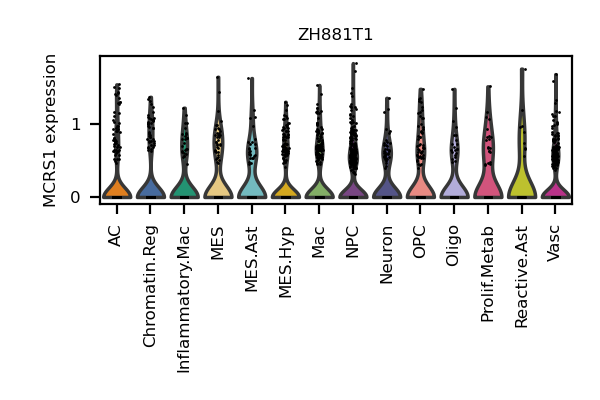 ZH881T1
MCRS1 expression
1
0
AC
Chromatin.Reg
Inflammatory.Mac
MES
MES.Ast
MES.Hyp
Mac
NPC
Neuron
OPC
Oligo
Prolif.Metab
Reactive.Ast
Vasc